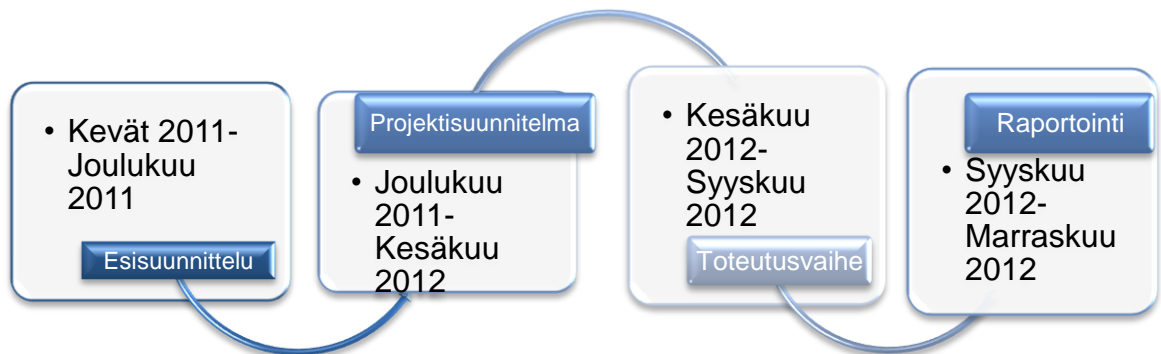 • Kevät 2011-
Joulukuu
2011
Esisuunnittelu
Projektisuunnitelma
• Joulukuu
2011-
Kesäkuu
2012
• Kesäkuu
2012-
Syyskuu
2012
Toteutusvaihe
Raportointi
• Syyskuu
2012-
Marraskuu
2012